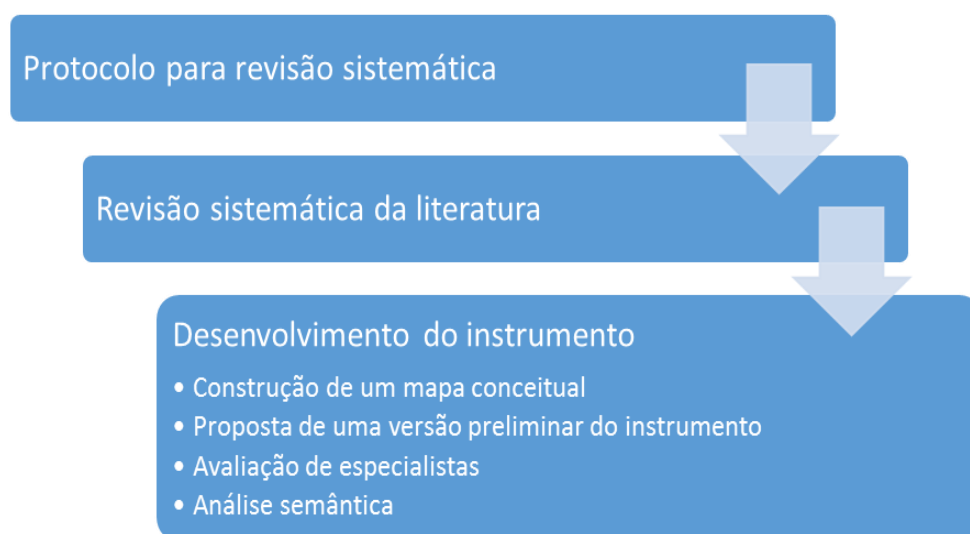 Protocolo para revisão sistemática
Revisão sistemática da literatura
Desenvolvimento do instrumento
• Construção de um mapa conceitual
• Proposta de uma versão preliminar do instrumento
• Avaliação de especialistas
• Análise semântica